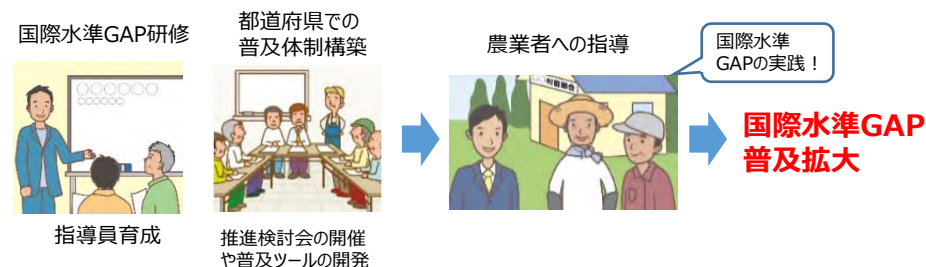 国際水準GAP研修
都道府県での
普及体制構築
農業者への指導
国際水準
GAPの実践！
国際水準GAP
普及拡大
指導員育成
推進検討会の開催
や普及ツールの開発